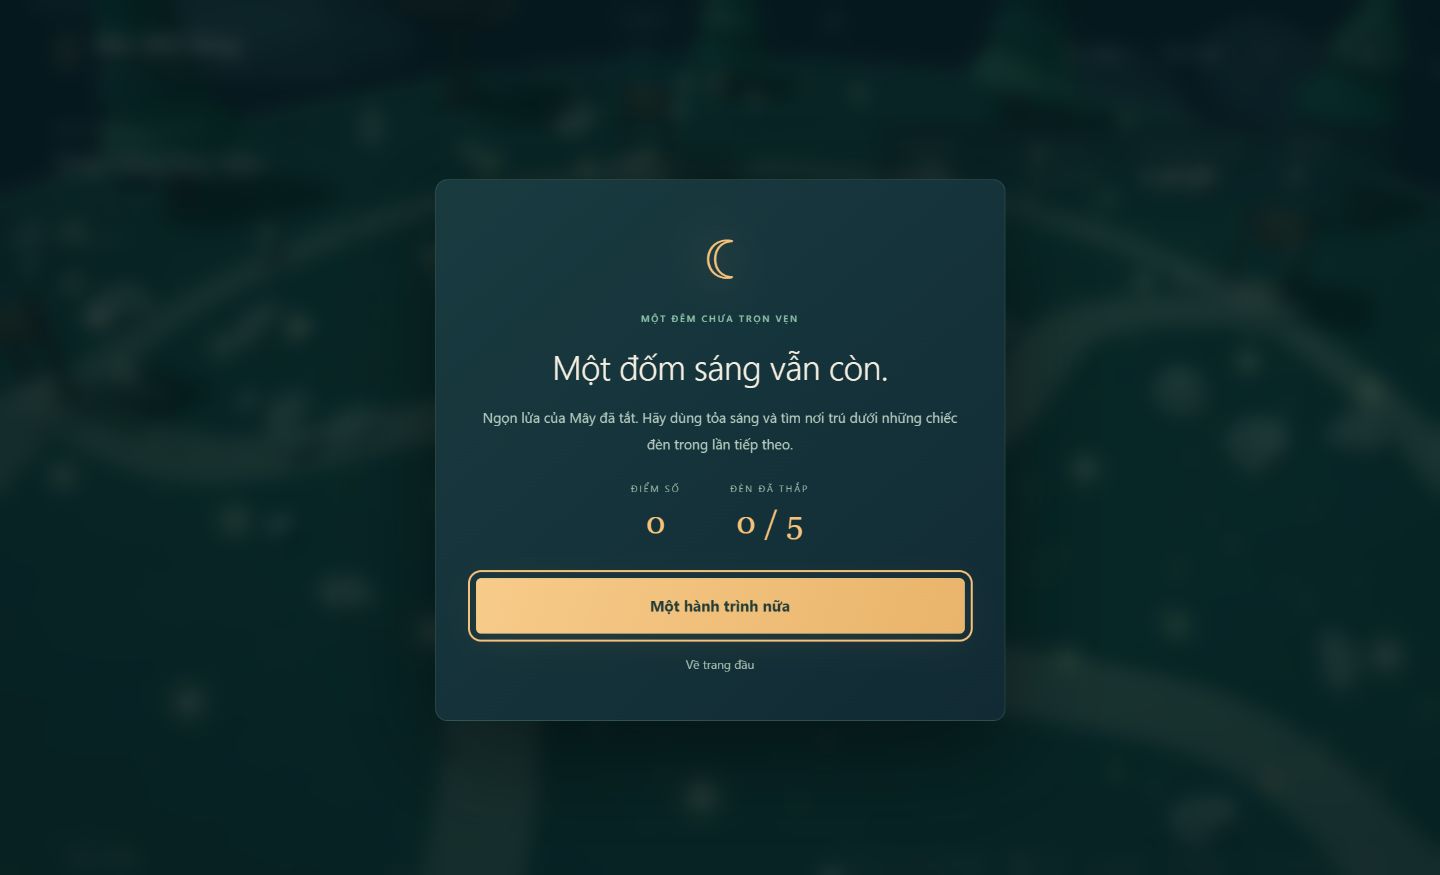 MỘT ĐÊM CHƯA TRỌN VẸN
Một đốm sáng vẫn còn.
Ngọn lửa của Mây đã tắt. Hãy dùng tỏa sáng và tìm nơi trú dưới những chiếc
đèn trong lần tiếp theo.
ĐIỂM SỐ ĐÈN ĐÃ THẮP
0 0 / 5
Một hành trình nữa
Về trang đầu